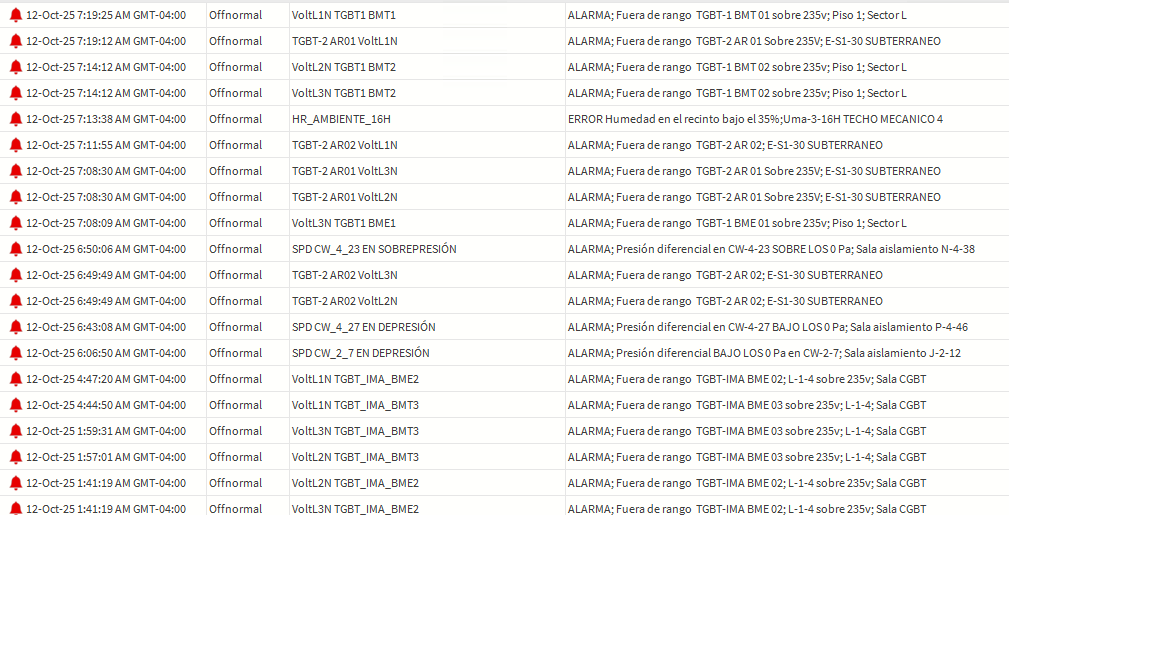 12-Oct-25 7:19:25 AM GMT-04:00 Offnormal VoltL1N TGBT1 BMT1 ALARMA; Fuera de rango TGBT-1 BMT 01 sobre 235v; Piso 1; Sector L
12-Oct-25 7:19:12 AM GMT-04:00 Offnormal TGBT-2 AR01 VoltL1N ALARMA; Fuera de rango TGBT-2 AR 01 Sobre 235V; E-S1-30 SUBTERRANEO
12-Oct-25 7:14:12 AM GMT-04:00 Offnormal VoltL2N TGBT1 BMT2 ALARMA; Fuera de rango TGBT-1 BMT 02 sobre 235v; Piso 1; Sector L
12-Oct-25 7:14:12 AM GMT-04:00 Offnormal VoltL3N TGBT1 BMT2 ALARMA; Fuera de rango TGBT-1 BMT 02 sobre 235v; Piso 1; Sector L
12-Oct-25 7:13:38 AM GMT-04:00 Offnormal HR_AMBIENTE_16H ERROR Humedad en el recinto bajo el 35%;Uma-3-16H TECHO MECANICO 4
12-Oct-25 7:11:55 AM GMT-04:00 Offnormal TGBT-2 AR02 VoltL1N ALARMA; Fuera de rango TGBT-2 AR 02; E-S1-30 SUBTERRANEO
12-Oct-25 7:08:30 AM GMT-04:00 Offnormal TGBT-2 AR01 VoltL3N ALARMA; Fuera de rango TGBT-2 AR 01 Sobre 235V; E-S1-30 SUBTERRANEO
12-Oct-25 7:08:30 AM GMT-04:00 Offnormal TGBT-2 AR01 VoltL2N ALARMA; Fuera de rango TGBT-2 AR 01 Sobre 235V; E-S1-30 SUBTERRANEO
12-Oct-25 7:08:09 AM GMT-04:00 Offnormal VoltL3N TGBT1 BME1 ALARMA; Fuera de rango TGBT-1 BME 01 sobre 235v; Piso 1; Sector L
12-Oct-25 6:50:06 AM GMT-04:00 Offnormal SPD CW_4_23 EN SOBREPRESIÓN ALARMA; Presión diferencial en CW-4-23 SOBRE LOS 0 Pa; Sala aislamiento N-4-38
12-Oct-25 6:49:49 AM GMT-04:00 Offnormal TGBT-2 AR02 VoltL3N ALARMA; Fuera de rango TGBT-2 AR 02; E-S1-30 SUBTERRANEO
12-Oct-25 6:49:49 AM GMT-04:00 Offnormal TGBT-2 AR02 VoltL2N ALARMA; Fuera de rango TGBT-2 AR 02; E-S1-30 SUBTERRANEO
12-Oct-25 6:43:08 AM GMT-04:00 Offnormal SPD CW_4_27 EN DEPRESIÓN ALARMA; Presión diferencial en CW-4-27 BAJO LOS 0 Pa; Sala aislamiento P-4-46
12-Oct-25 6:06:50 AM GMT-04:00 Offnormal SPD CW_2_7 EN DEPRESIÓN ALARMA; Presión diferencial BAJO LOS 0 Pa en CW-2-7; Sala aislamiento J-2-12
12-Oct-25 4:47:20 AM GMT-04:00 Offnormal VoltL1N TGBT_IMA_BME2 ALARMA; Fuera de rango TGBT-IMA BME 02; L-1-4 sobre 235v; Sala CGBT
12-Oct-25 4:44:50 AM GMT-04:00 Offnormal VoltL1N TGBT_IMA_BMT3 ALARMA; Fuera de rango TGBT-IMA BME 03 sobre 235v; L-1-4; Sala CGBT
12-Oct-25 1:59:31 AM GMT-04:00 Offnormal VoltL3N TGBT_IMA_BMT3 ALARMA; Fuera de rango TGBT-IMA BME 03 sobre 235v; L-1-4; Sala CGBT
12-Oct-25 1:57:01 AM GMT-04:00 Offnormal VoltL2N TGBT_IMA_BMT3 ALARMA; Fuera de rango TGBT-IMA BME 03 sobre 235v; L-1-4; Sala CGBT
12-Oct-25 1:41:19 AM GMT-04:00 Offnormal VoltL2N TGBT_IMA_BME2 ALARMA; Fuera de rango TGBT-IMA BME 02; L-1-4 sobre 235v; Sala CGBT
12-Oct-25 1:41:19 AM GMT-04:00 Offnormal VoltL3N TGBT_IMA_BME2 ALARMA; Fuera de rango TGBT-IMA BME 02; L-1-4 sobre 235v; Sala CGBT